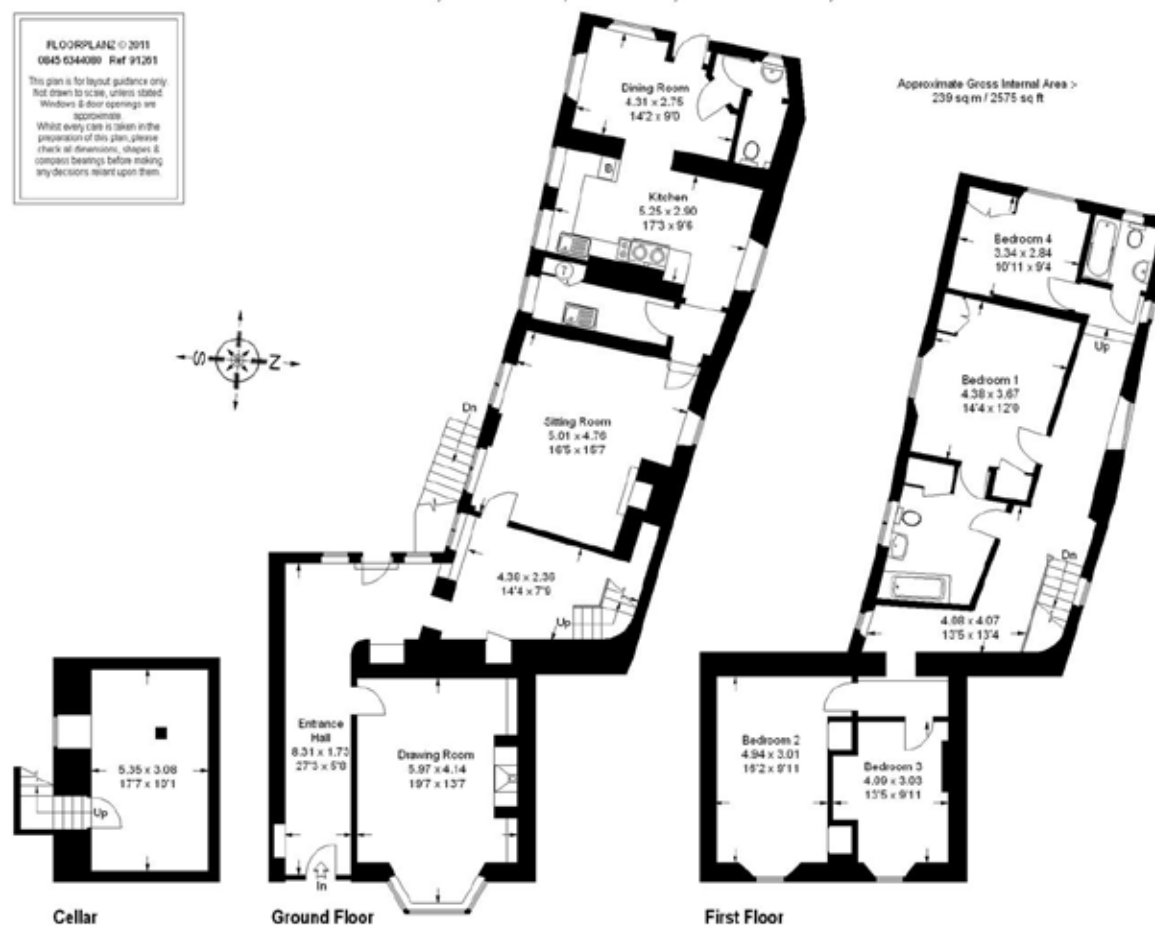 FLOORPLANZ © 2011
0845 6344080 Ref 91261
This plan is for layout guidance only.
Not drawn to scale, unless stated.
Windows & door openings are
approximate.
Whilst every care is taken in the
preparation of this plan, please
check all dimensions, shapes &
compass bearings before making
any decisions reliant upon them.
Approximate Gross Internal Area :-
239 sq m / 2575 sq ft
Dining Room
4.31 x 2.75
14'2 x 9'0
B
Kitchen
5.25 x 2.90
17'3 x 9'6
T
Sitting Room
5.01 x 4.76
16'5 x 15'7
Dn
4.36 x 2.36
14'4 x 7'9
Up
Entrance
Hall
8.31 x 1.73
27'3 x 5'8
Drawing Room
5.97 x 4.14
19'7 x 13'7
In
S
N
5.35 x 3.08
17'7 x 10'1
Up
Bedroom 4
3.34 x 2.84
10'11 x 9'4
Up
Bedroom 1
4.38 x 3.67
14'4 x 12'0
Dn
4.08 x 4.07
13'5 x 13'4
Bedroom 2
4.94 x 3.01
16'2 x 9'11
Bedroom 3
4.09 x 3.03
13'5 x 9'11
Cellar
Ground Floor
First Floor